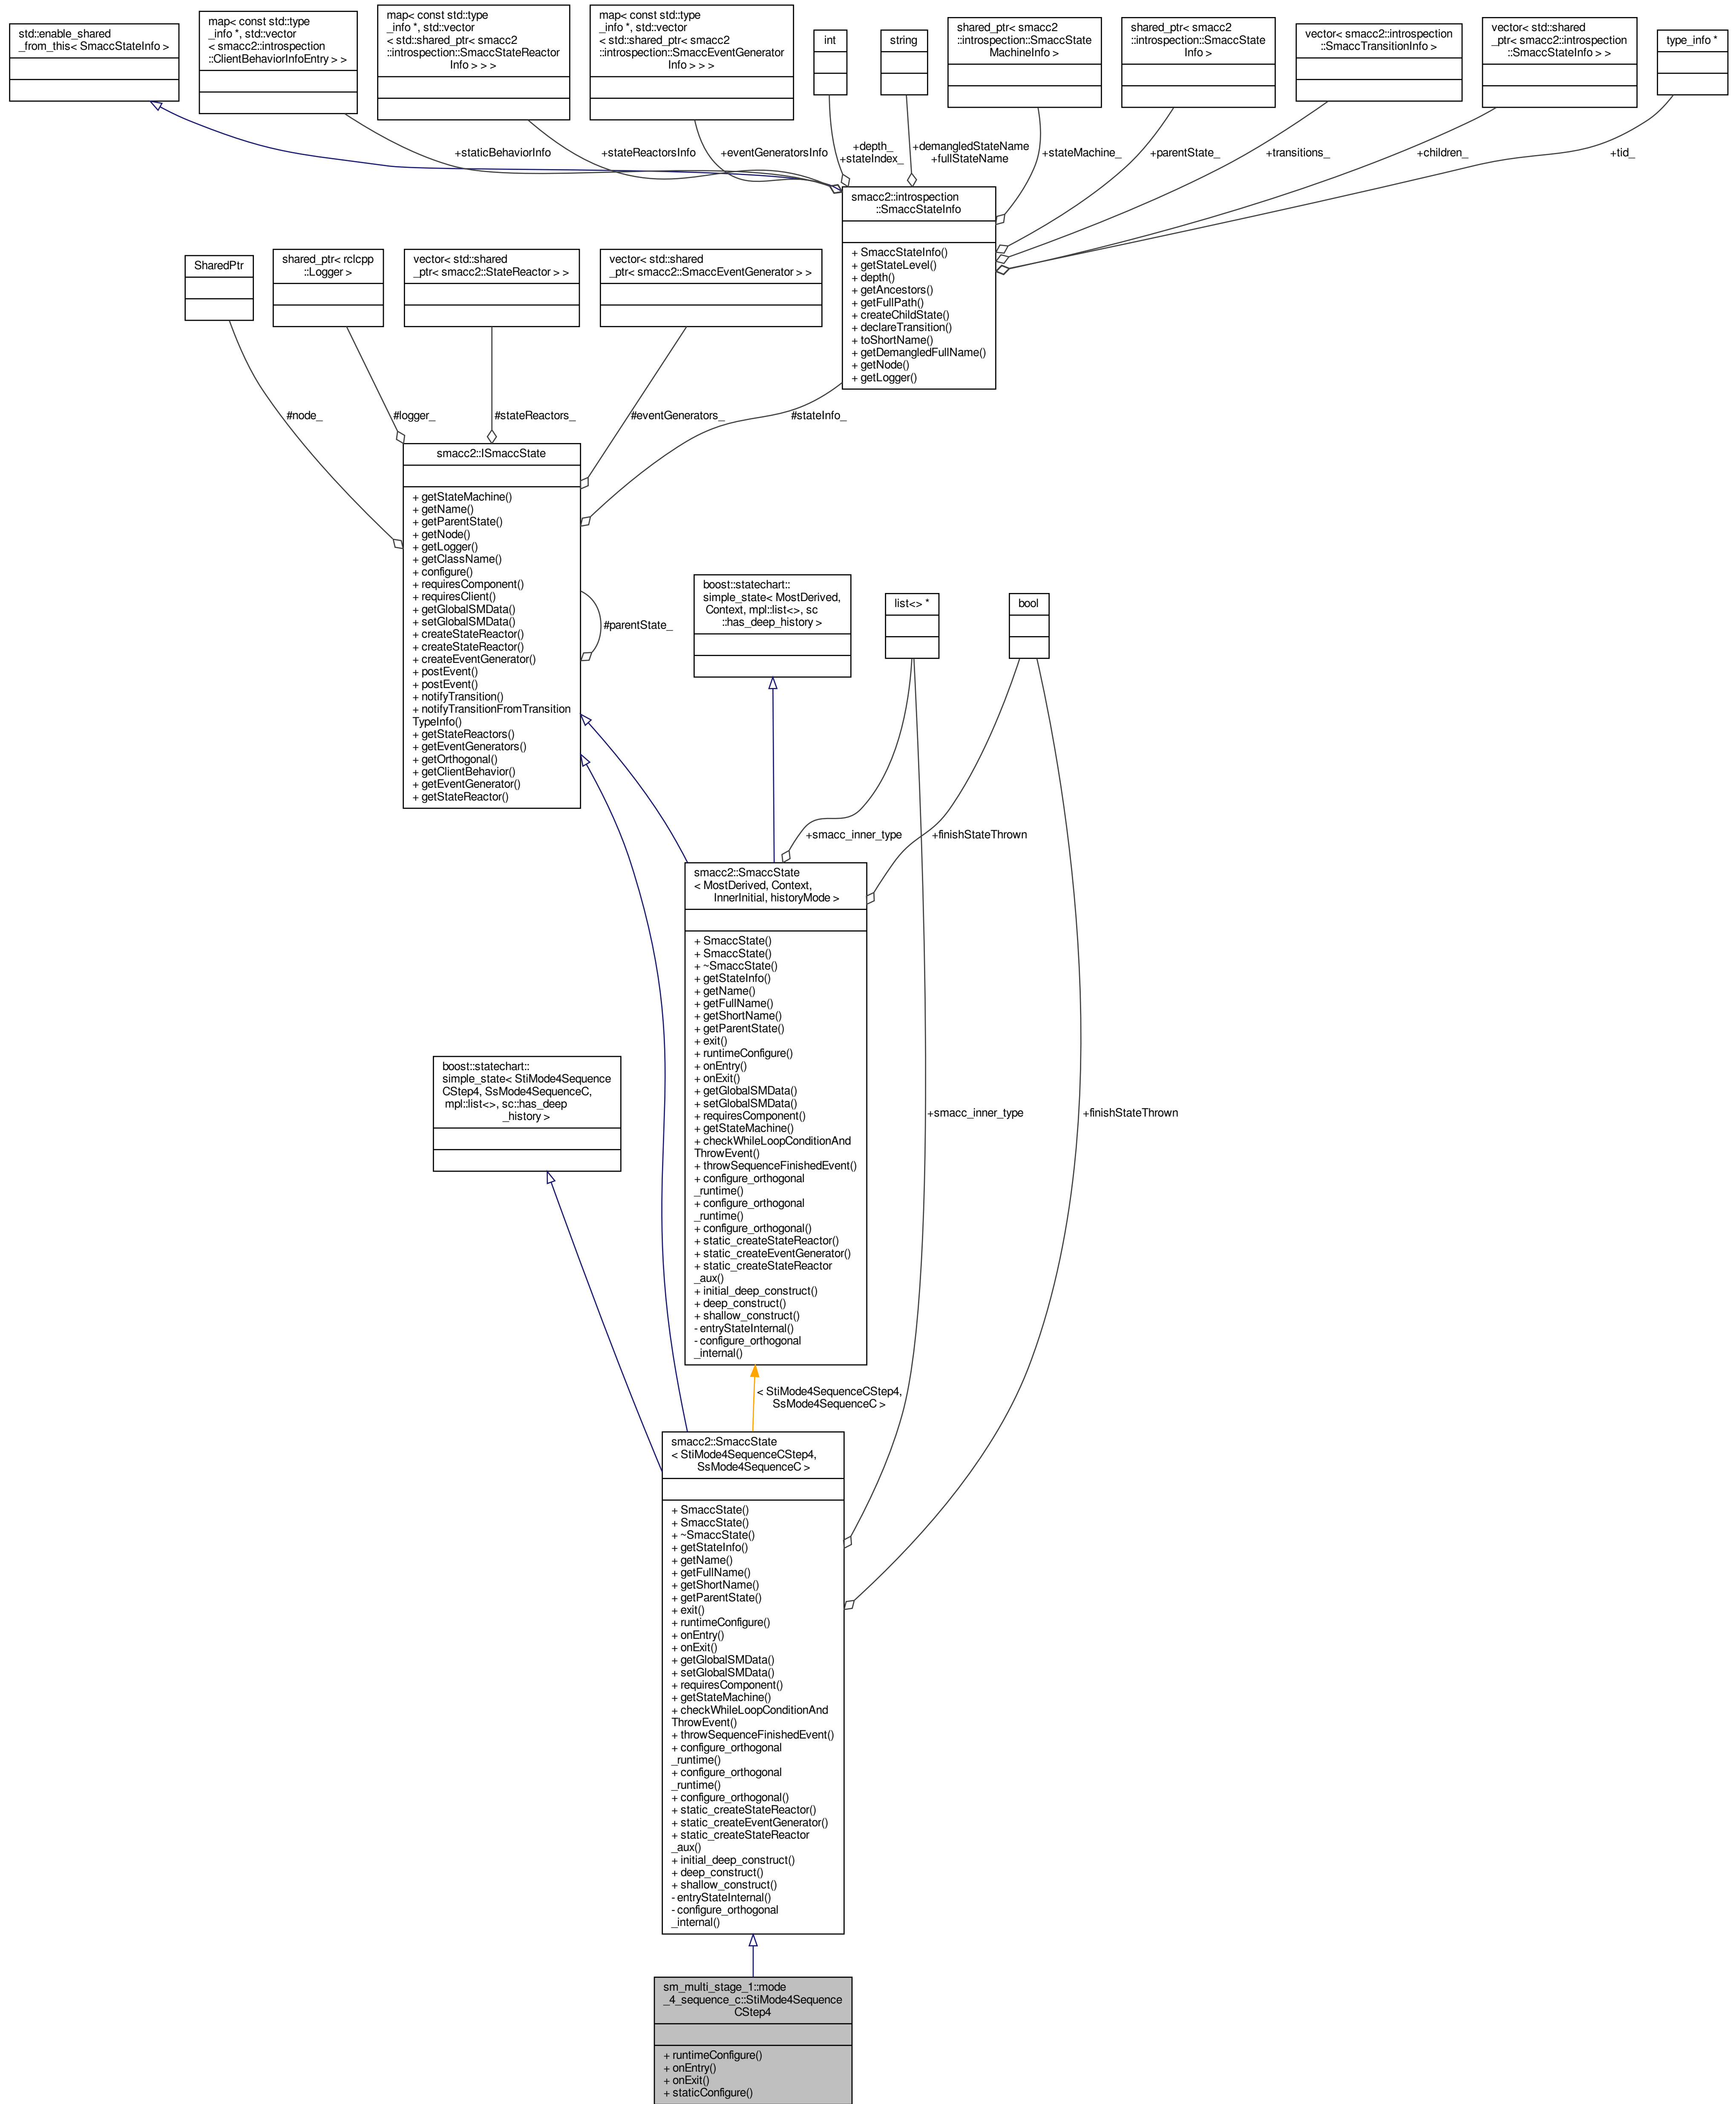 std::enable_shared
_from_this< SmaccStateInfo >
map< const std::type
_info *, std::vector
< smacc2::introspection
::ClientBehaviorInfoEntry > >
map< const std::type
_info *, std::vector
< std::shared_ptr< smacc2
::introspection::SmaccStateReactor
Info > > >
map< const std::type
_info *, std::vector
< std::shared_ptr< smacc2
::introspection::SmaccEventGenerator
Info > > >
int
string
shared_ptr< smacc2
::introspection::SmaccState
MachineInfo >
shared_ptr< smacc2
::introspection::SmaccState
Info >
vector< smacc2::introspection
::SmaccTransitionInfo >
vector< std::shared
_ptr< smacc2::introspection
::SmaccStateInfo > >
type_info *
+staticBehaviorInfo
+stateReactorsInfo
+eventGeneratorsInfo
+depth_
+stateIndex_
+demangledStateName
+fullStateName
+stateMachine_
+parentState_
+transitions_
+children_
+tid_
smacc2::introspection
::SmaccStateInfo
+ SmaccStateInfo()
+ getStateLevel()
+ depth()
+ getAncestors()
+ getFullPath()
+ createChildState()
+ declareTransition()
+ toShortName()
+ getDemangledFullName()
+ getNode()
+ getLogger()
SharedPtr
shared_ptr< rclcpp
::Logger >
vector< std::shared
_ptr< smacc2::StateReactor > >
vector< std::shared
_ptr< smacc2::SmaccEventGenerator > >
#node_
#logger_
#stateReactors_
#eventGenerators_
#stateInfo_
smacc2::ISmaccState
+ getStateMachine()
+ getName()
+ getParentState()
+ getNode()
+ getLogger()
+ getClassName()
+ configure()
+ requiresComponent()
+ requiresClient()
+ getGlobalSMData()
+ setGlobalSMData()
+ createStateReactor()
+ createStateReactor()
+ createEventGenerator()
+ postEvent()
+ postEvent()
+ notifyTransition()
+ notifyTransitionFromTransition
TypeInfo()
+ getStateReactors()
+ getEventGenerators()
+ getOrthogonal()
+ getClientBehavior()
+ getEventGenerator()
+ getStateReactor()
#parentState_
boost::statechart::
simple_state< MostDerived,
Context, mpl::list<>, sc
::has_deep_history >
list<> *
bool
+smacc_inner_type
+finishStateThrown
smacc2::SmaccState
< MostDerived, Context,
InnerInitial, historyMode >
+ SmaccState()
+ SmaccState()
+ ~SmaccState()
+ getStateInfo()
+ getName()
+ getFullName()
+ getShortName()
+ getParentState()
+ exit()
+ runtimeConfigure()
+ onEntry()
+ onExit()
+ getGlobalSMData()
+ setGlobalSMData()
+ requiresComponent()
+ getStateMachine()
+ checkWhileLoopConditionAnd
ThrowEvent()
+ throwSequenceFinishedEvent()
+ configure_orthogonal
_runtime()
+ configure_orthogonal
_runtime()
+ configure_orthogonal()
+ static_createStateReactor()
+ static_createEventGenerator()
+ static_createStateReactor
_aux()
+ initial_deep_construct()
+ deep_construct()
+ shallow_construct()
- entryStateInternal()
- configure_orthogonal
_internal()
boost::statechart::
simple_state< StiMode4Sequence
CStep4, SsMode4SequenceC,
mpl::list<>, sc::has_deep
_history >
+smacc_inner_type
+finishStateThrown
< StiMode4SequenceCStep4,
SsMode4SequenceC >
smacc2::SmaccState
< StiMode4SequenceCStep4,
SsMode4SequenceC >
+ SmaccState()
+ SmaccState()
+ ~SmaccState()
+ getStateInfo()
+ getName()
+ getFullName()
+ getShortName()
+ getParentState()
+ exit()
+ runtimeConfigure()
+ onEntry()
+ onExit()
+ getGlobalSMData()
+ setGlobalSMData()
+ requiresComponent()
+ getStateMachine()
+ checkWhileLoopConditionAnd
ThrowEvent()
+ throwSequenceFinishedEvent()
+ configure_orthogonal
_runtime()
+ configure_orthogonal
_runtime()
+ configure_orthogonal()
+ static_createStateReactor()
+ static_createEventGenerator()
+ static_createStateReactor
_aux()
+ initial_deep_construct()
+ deep_construct()
+ shallow_construct()
- entryStateInternal()
- configure_orthogonal
_internal()
sm_multi_stage_1::mode
_4_sequence_c::StiMode4Sequence
CStep4
+ runtimeConfigure()
+ onEntry()
+ onExit()
+ staticConfigure()